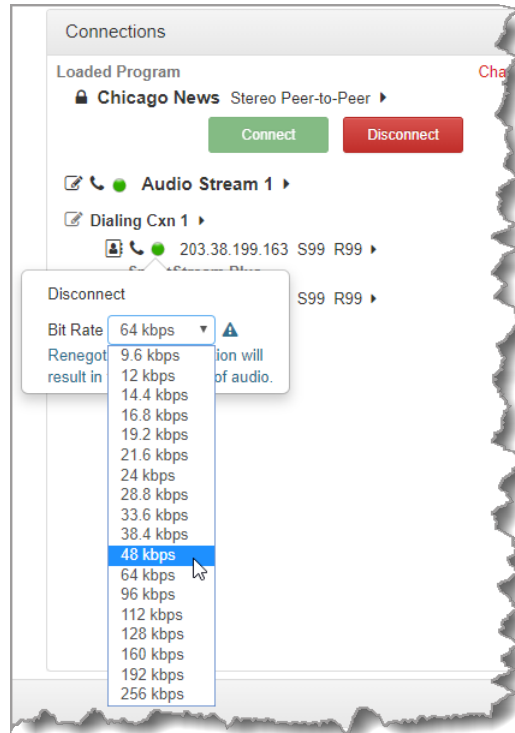 Connections
Loaded Program Cha
Chicago News Stereo Peer-to-Peer
Connect Disconnect
Audio Stream 1
Dialing Cxn 1
203.38.199.163 S99 R99
S99 R99
Disconnect
Bit Rate 64 kbps
Renegot ion will
result in of audio.
9.6 kbps
12 kbps
14.4 kbps
16.8 kbps
19.2 kbps
21.6 kbps
24 kbps
28.8 kbps
33.6 kbps
38.4 kbps
48 kbps
64 kbps
96 kbps
112 kbps
128 kbps
160 kbps
192 kbps
256 kbps